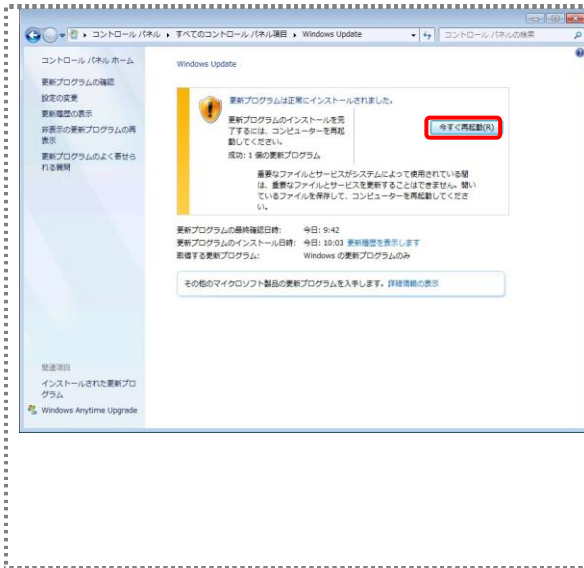 コントロール パネル ▸ すべてのコントロール パネル項目 ▸ Windows Update
コントロール パネルの検索
コントロール パネル ホーム
更新プログラムの確認
設定の変更
更新履歴の表示
非表示の更新プログラムの再
表示
更新プログラムのよく寄せら
れる質問
関連項目
インストールされた更新プロ
グラム
Windows Anytime Upgrade
Windows Update
更新プログラムは正常にインストールされました。
更新プログラムのインストールを完
了するには、コンピューターを再起
動してください。
成功: 1 個の更新プログラム
今すぐ再起動(R)
重要なファイルとサービスがシステムによって使用されている間
は、重要なファイルとサービスを更新することはできません。開い
ているファイルを保存して、コンピューターを再起動してくださ
い。
更新プログラムの最終確認日時: 今日: 9:42
更新プログラムのインストール日時: 今日: 10:03 更新履歴を表示します
取得する更新プログラム: Windows の更新プログラムのみ
その他のマイクロソフト製品の更新プログラムを入手します。 詳細情報の表示